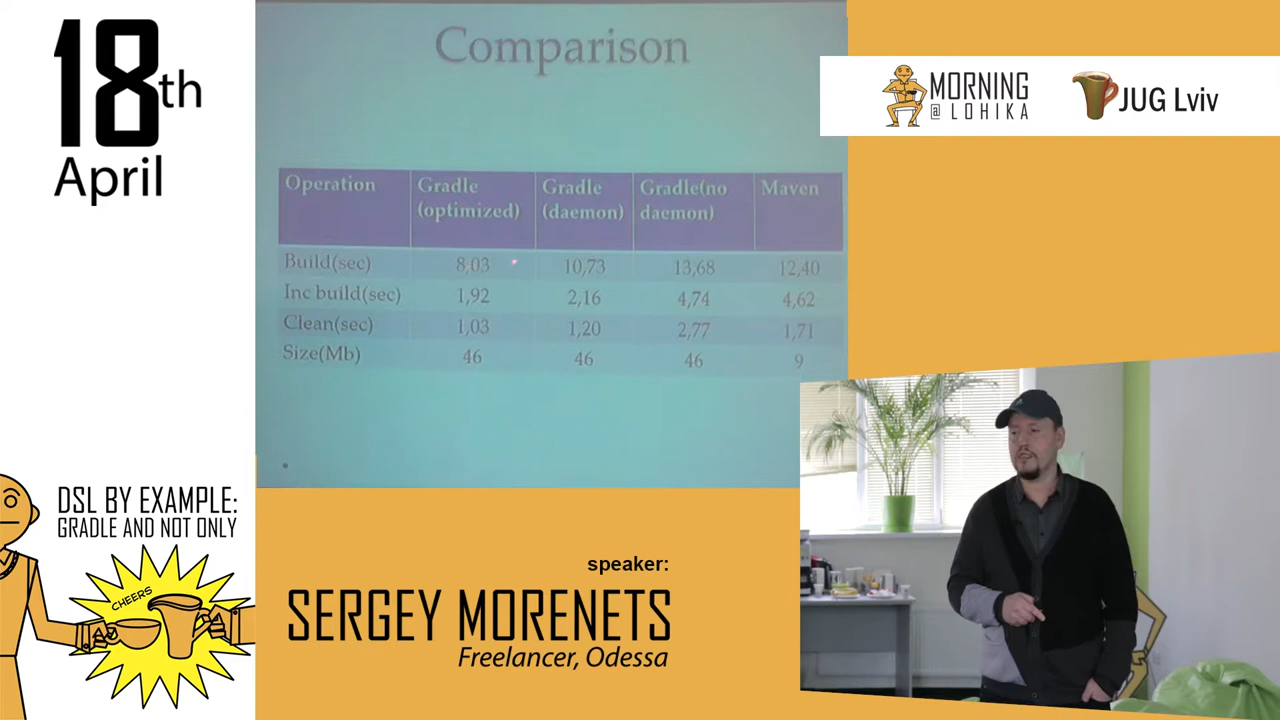 18th
April
Comparison
Operation Gradle (optimized) Gradle (daemon) Gradle(no daemon) Maven
Build(sec) 8,03 10,73 13,68 12,40
Inc build(sec) 1,92 2,16 4,74 4,62
Clean(sec) 1,03 1,20 2,77 1,71
Size(Mb) 46 46 46 9
MORNING
@ LOHIKA
JUG Lviv
DSL BY EXAMPLE:
GRADLE AND NOT ONLY
CHEERS
speaker:
SERGEY MORENETS
Freelancer, Odessa